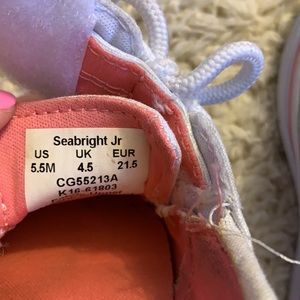 Seabright Jr
US UK EUR
5.5M 4.5 21.5
CG55213A
K16-61803